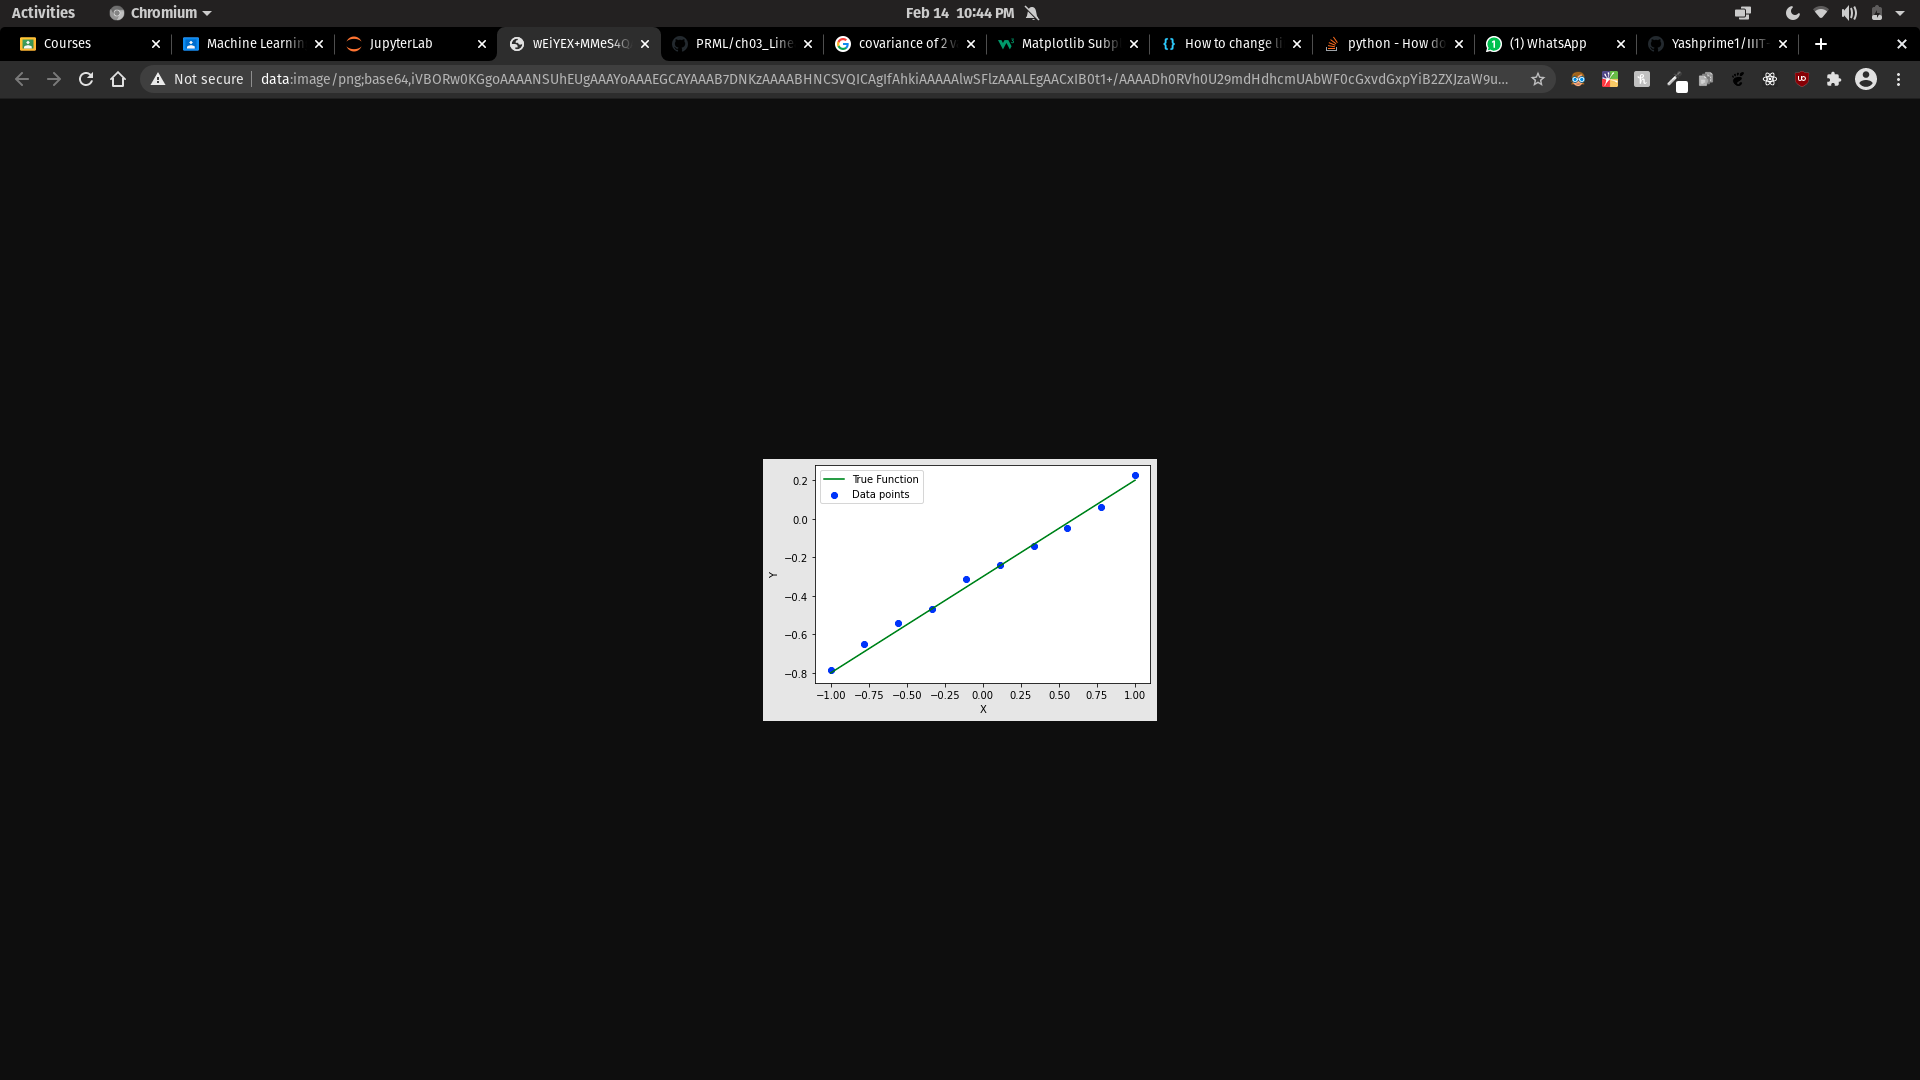 Activities Chromium Feb 14 10:44 PM
Courses Machine Learnin JupyterLab wEiYEX+MMeS4Q PRML/ch03_Line covariance of 2 v Matplotlib Subp How to change li python - How do (1) WhatsApp Yashprime1/IIIT-
Not secure data:image/png;base64,iVBORw0KGgoAAAANSUhEUgAAAYoAAAEGCAYAAAB7DNKzAAAABHNCSVQICAgIfAhkiAAAAAlwSFlzAAALEgAACxIB0t1+/AAAADh0RVh0U29mdHdhcmUAbWF0cGxvdGxpYiB2ZXJzaW9u...
True Function
Data points
0.2
0.0
−0.2
−0.4
−0.6
−0.8
Y
−1.00 −0.75 −0.50 −0.25 0.00 0.25 0.50 0.75 1.00
X